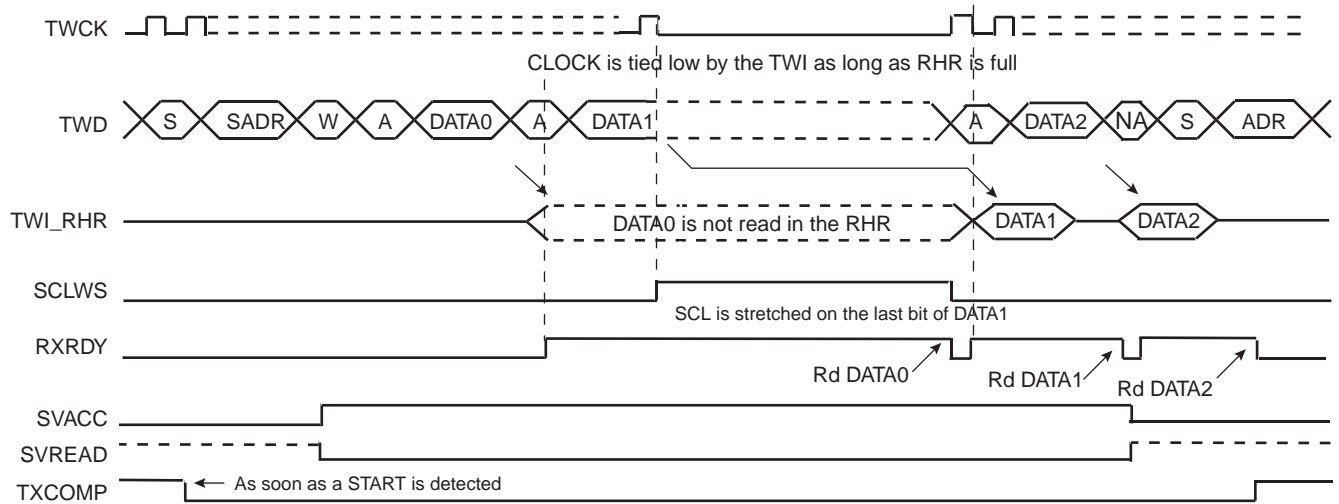 TWCK
CLOCK is tied low by the TWI as long as RHR is full
TWD S SADR W A DATA0 A DATA1 A DATA2 NA S ADR
TWI_RHR DATA0 is not read in the RHR DATA1 DATA2
SCLWS
SCL is stretched on the last bit of DATA1
RXRDY
Rd DATA0 Rd DATA1 Rd DATA2
SVACC
SVREAD
TXCOMP As soon as a START is detected